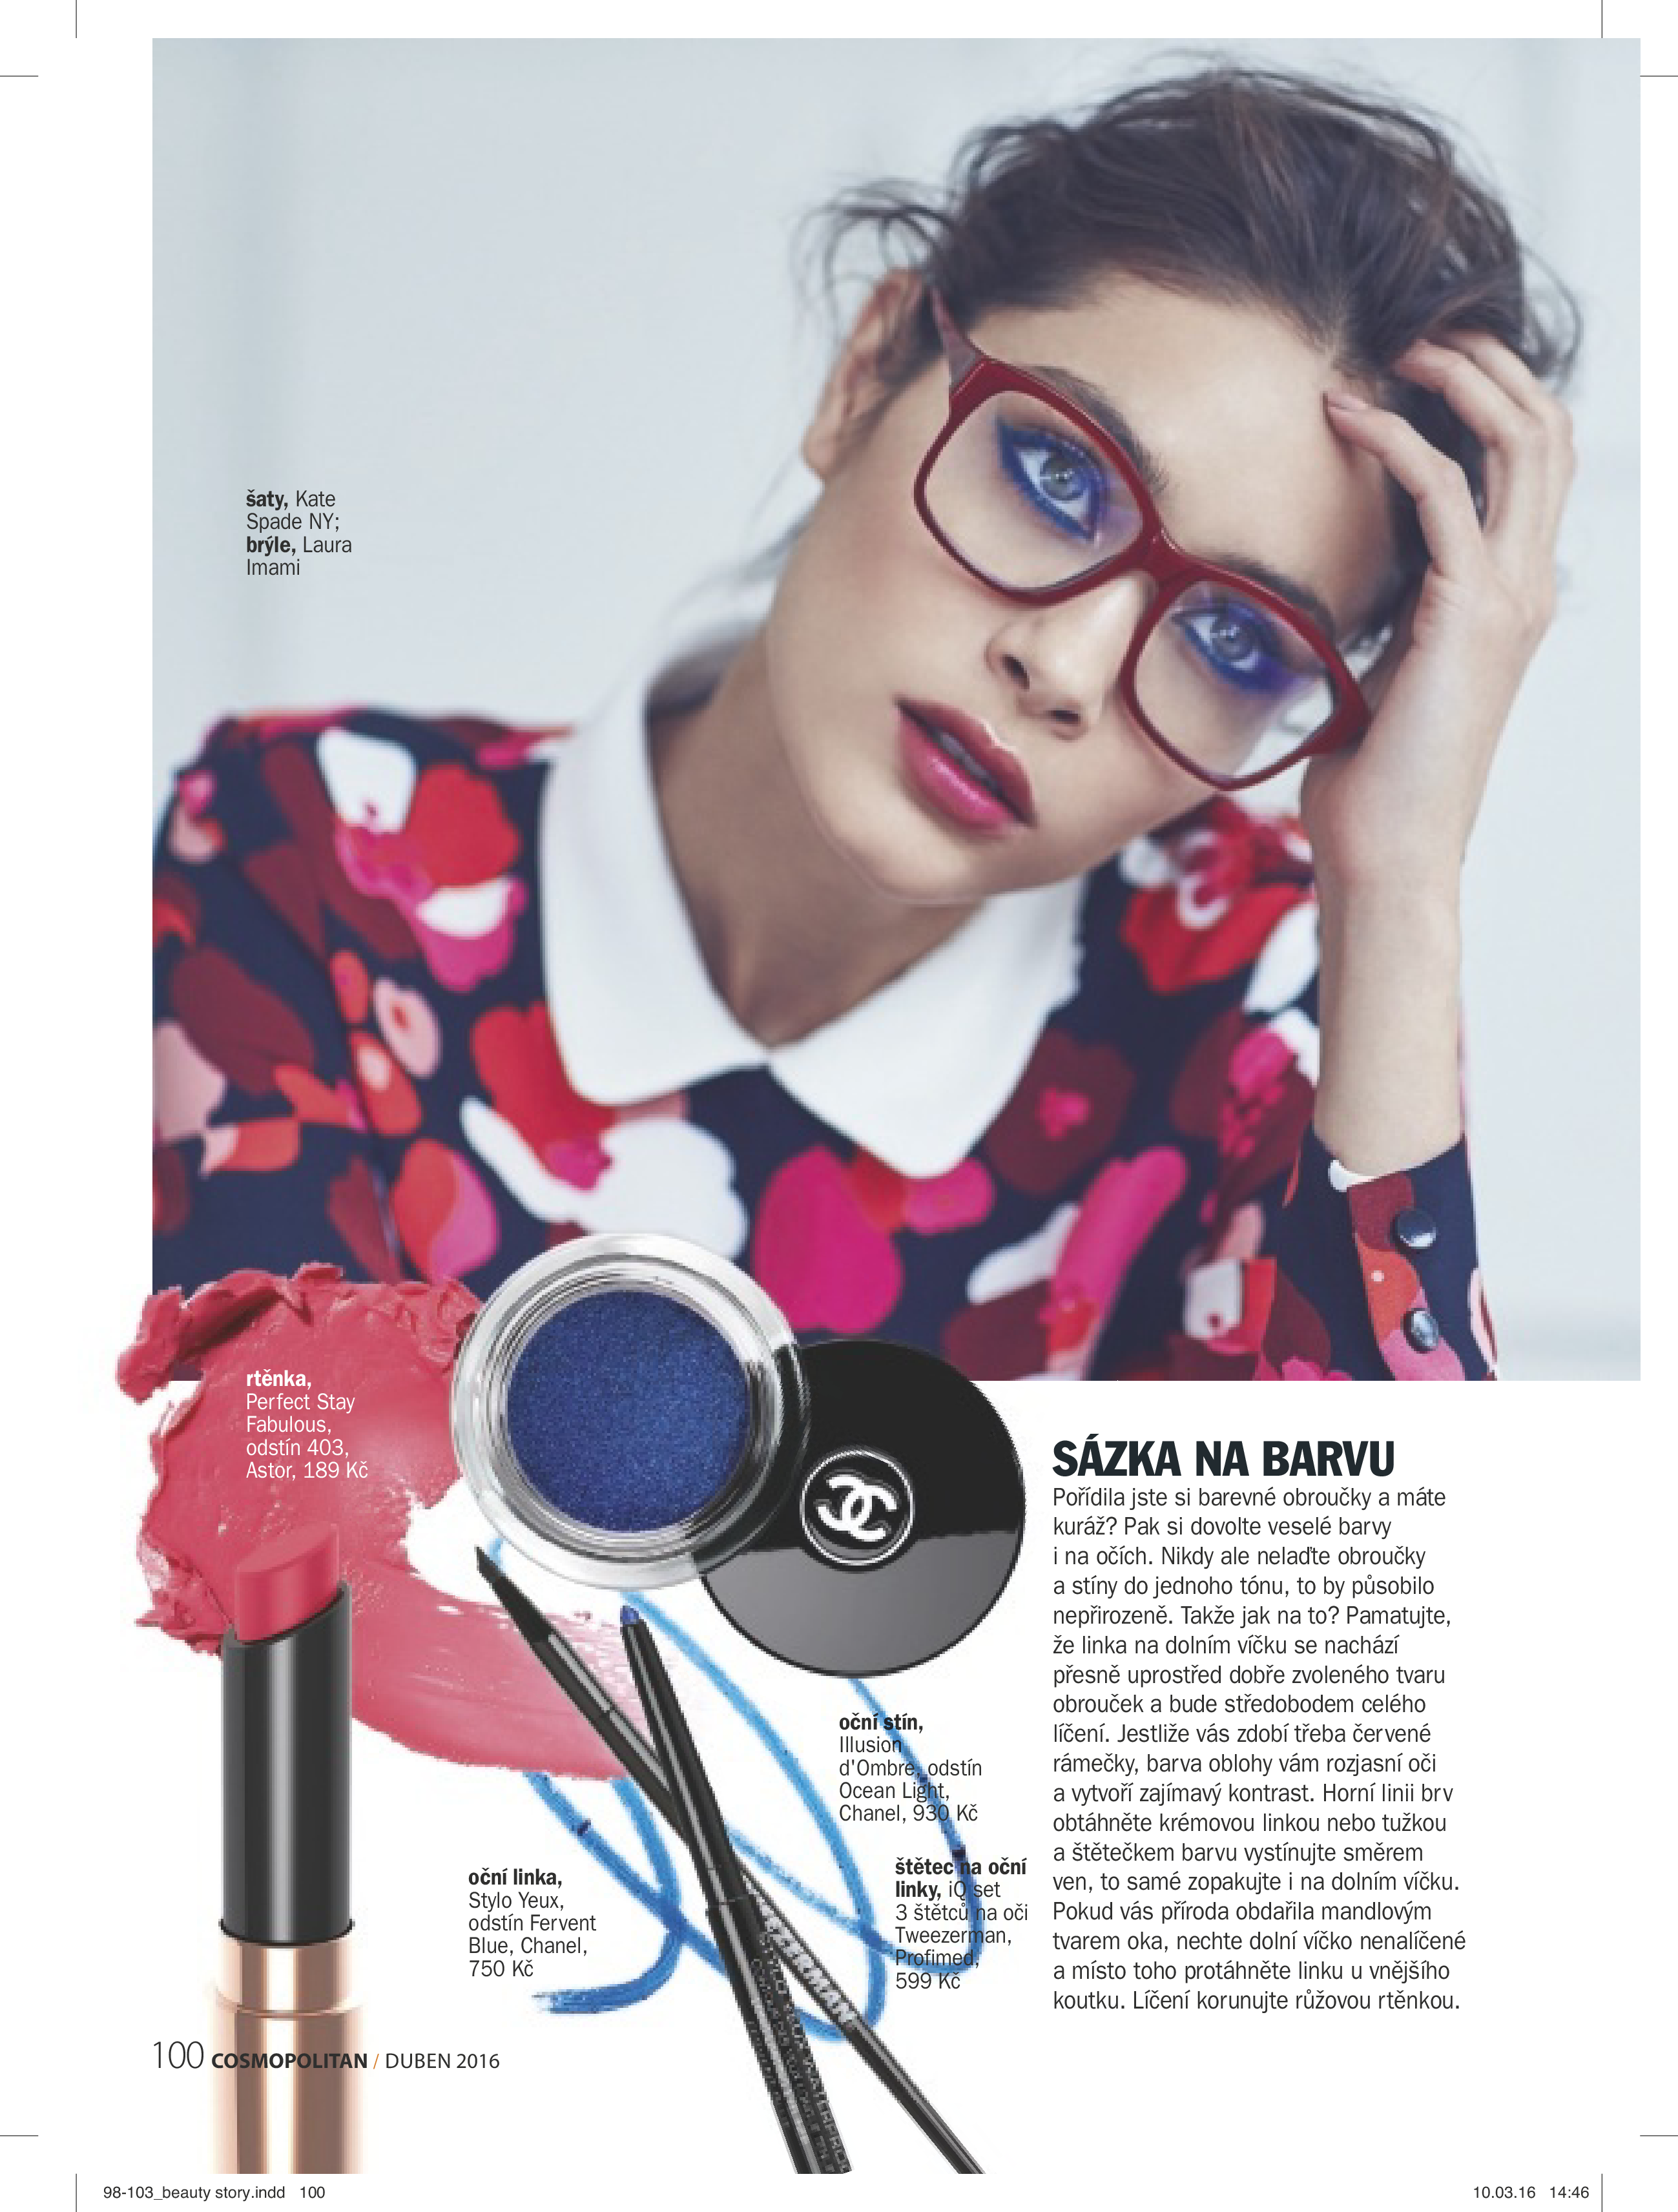 šaty, Kate
Spade NY;
brýle, Laura
Imami
rtěnka,
Perfect Stay
Fabulous,
odstín 403,
Astor, 189 Kč
SÁZKA NA BARVU
Pořídila jste si barevné obroučky a máte
kuráž? Pak si dovolte veselé barvy
i na očích. Nikdy ale nelaďte obroučky
a stíny do jednoho tónu, to by působilo
nepřirozeně. Takže jak na to? Pamatujte,
že linka na dolním víčku se nachází
přesně uprostřed dobře zvoleného tvaru
obrouček a bude středobodem celého
líčení. Jestliže vás zdobí třeba červené
rámečky, barva oblohy vám rozjasní oči
a vytvoří zajímavý kontrast. Horní linii brv
obtáhněte krémovou linkou nebo tužkou
a štětečkem barvu vystínujte směrem
ven, to samé zopakujte i na dolním víčku.
Pokud vás příroda obdařila mandlovým
tvarem oka, nechte dolní víčko nenalíčené
a místo toho protáhněte linku u vnějšího
koutku. Líčení korunujte růžovou rtěnkou.
oční stín,
Illusion
d'Ombre, odstín
Ocean Light,
Chanel, 930 Kč
oční linka,
Stylo Yeux,
odstín Fervent
Blue, Chanel,
750 Kč
štětec na oční
linky, iQ set
3 štětců na oči
Tweezerman,
Profimed,
599 Kč
EZERMAN
100 COSMOPOLITAN / DUBEN 2016
98-103_beauty story.indd 100
10.03.16 14:46